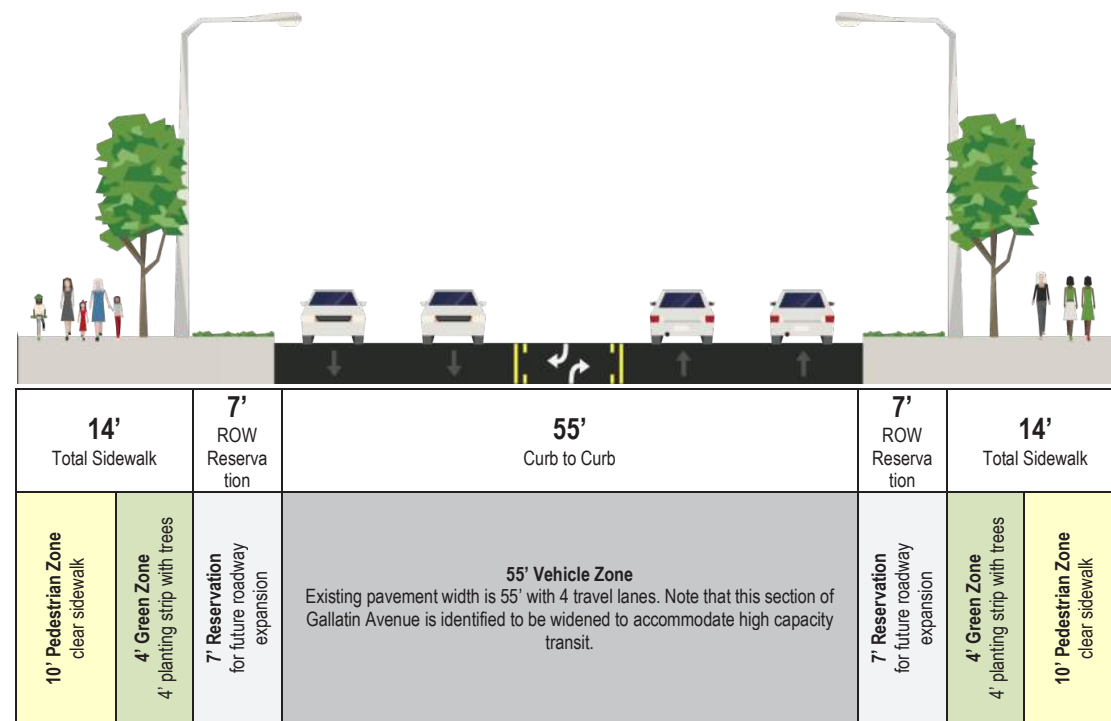 14’
Total Sidewalk
7’
ROW
Reserva
tion
55’
Curb to Curb
7’
ROW
Reserva
tion
14’
Total Sidewalk
10’ Pedestrian Zone
clear sidewalk
4’ Green Zone
4’ planting strip with trees
7’ Reservation
for future roadway
expansion
55’ Vehicle Zone
Existing pavement width is 55’ with 4 travel lanes. Note that this section of
Gallatin Avenue is identified to be widened to accommodate high capacity
transit.
7’ Reservation
for future roadway
expansion
4’ Green Zone
4’ planting strip with trees
10’ Pedestrian Zone
clear sidewalk